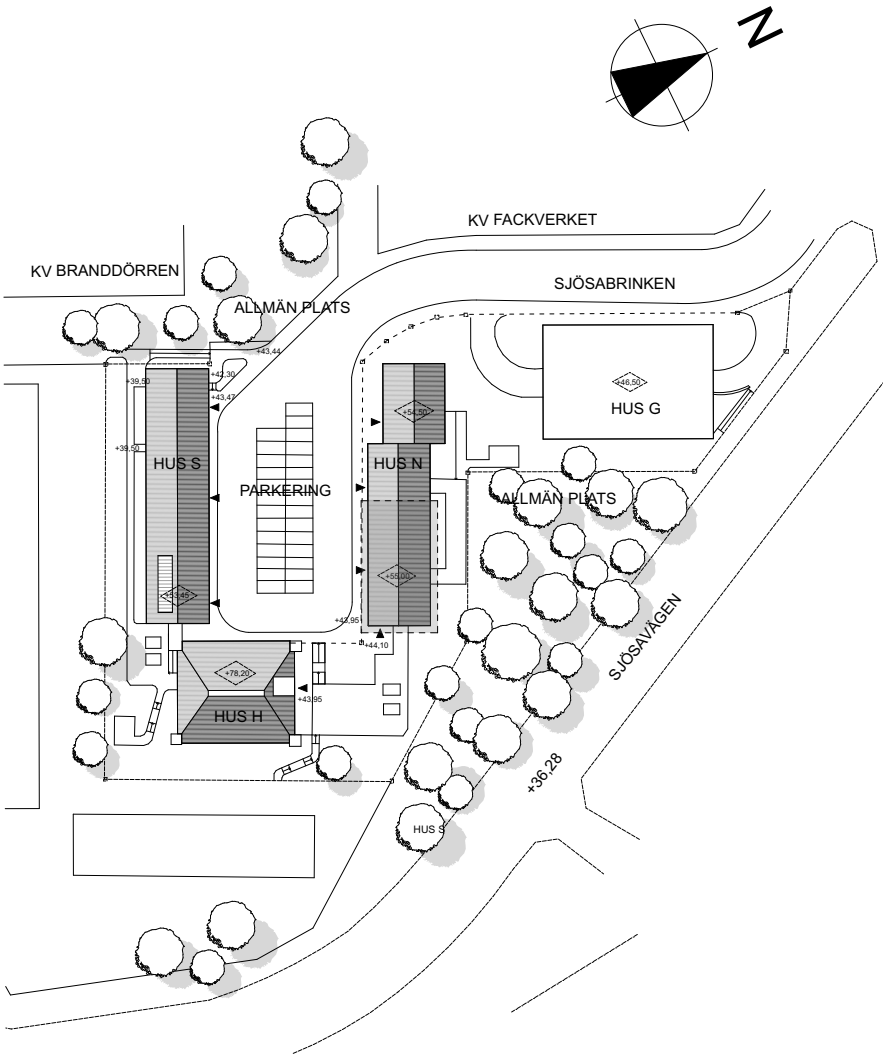 N
KV FACKVERKET
KV BRANDDÖRREN
SJÖSABRINKEN
ALLMÄN PLATS
+43,44
+42,30
+39,50
+43,47
+46,50
HUS G
+54,50
+39,50
HUS S
HUS N
PARKERING
ALLMÄN PLATS
+55,00
+53,45
+43,95
+44,10
SJÖSAVÄGEN
+78,20
+43,95
HUS H
+36,28
HUS S